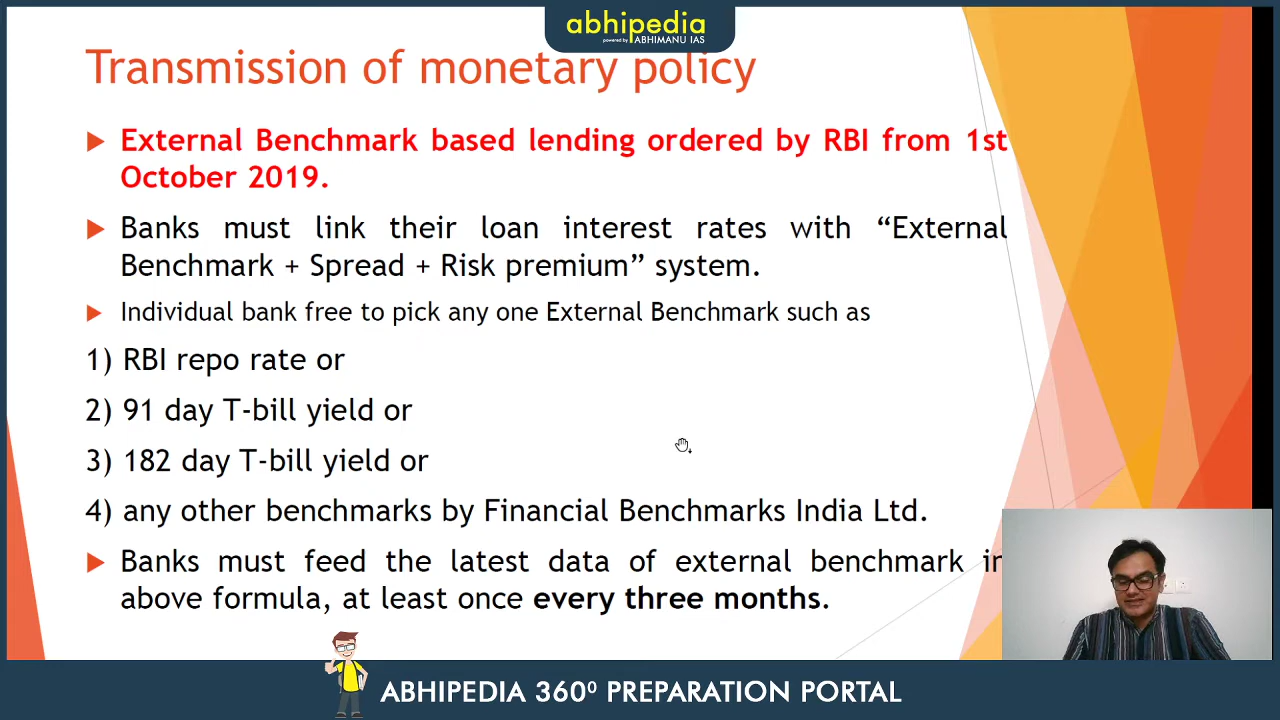 abhipedia
powered by ABHIMANU IAS
Transmission of monetary policy
External Benchmark based lending ordered by RBI from 1st
October 2019.
Banks must link their loan interest rates with “External
Benchmark + Spread + Risk premium” system.
Individual bank free to pick any one External Benchmark such as
1) RBI repo rate or
2) 91 day T-bill yield or
3) 182 day T-bill yield or
4) any other benchmarks by Financial Benchmarks India Ltd.
Banks must feed the latest data of external benchmark in
above formula, at least once every three months.
ABHIPEDIA 360⁰ PREPARATION PORTAL